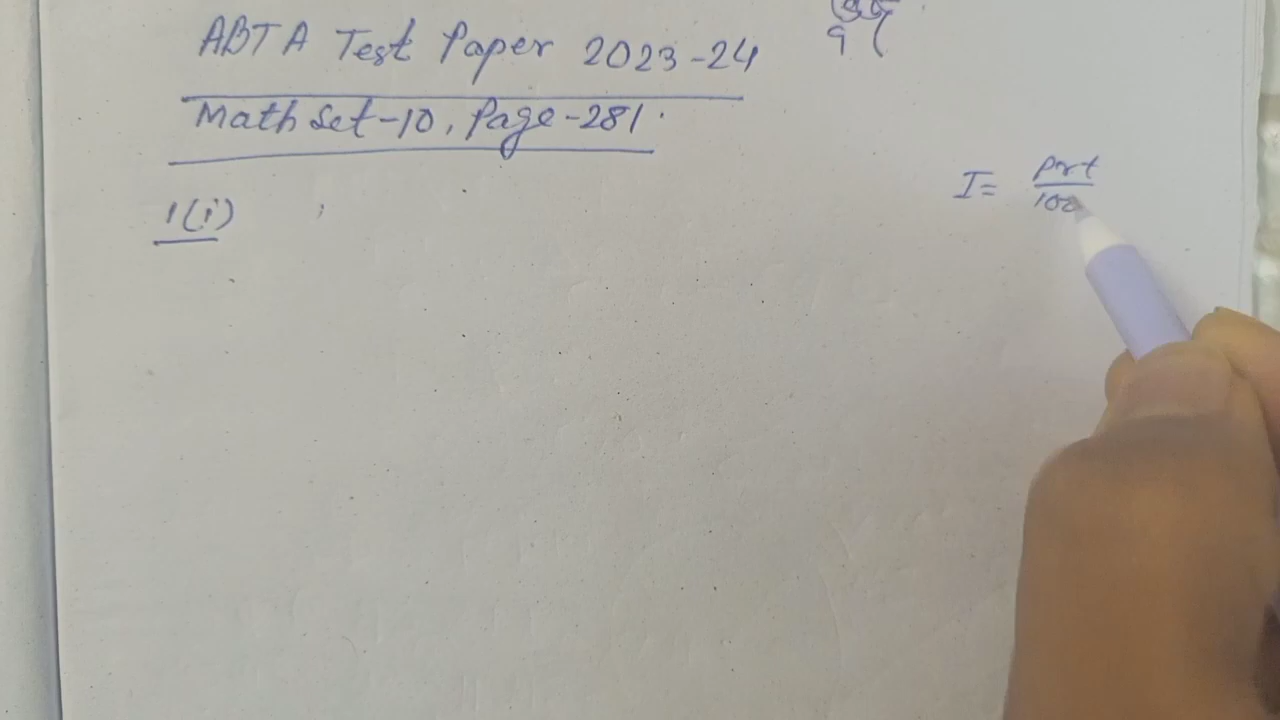 ABTA Test Paper 2023-24
Math Set-10, Page-281.
1(i)
I= prt/100